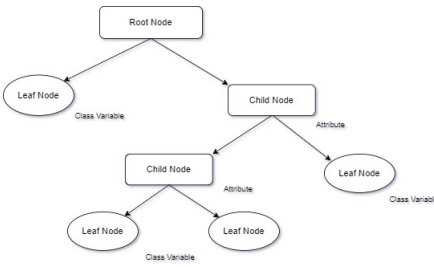 Root Node
Leaf Node
Class Variable
Child Node
Attribute
Child Node
Attribute
Leaf Node
Class Variabl
Leaf Node
Leaf Node
Class Variable